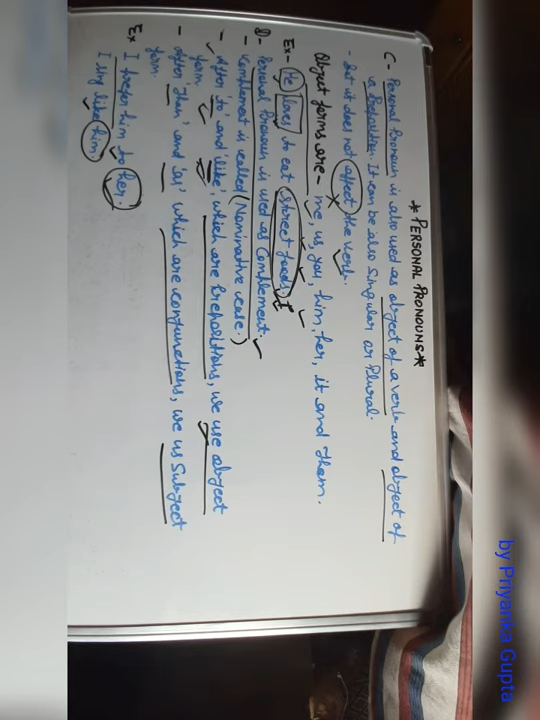 * PERSONAL PRONOUNS *
C - Personal Pronoun is also used as object of a verb and object of
a Preposition. It can be also Singular or Plural.
- But it does not affect the verb.
Object forms are - me, us, you, him, her, it and them.
Ex - He loves to eat street foods.
D - Personal Pronoun is used as Complement.
- Complement is called (Nominative case.)
- After 'to' and 'like', which are Prepositions, we use object
form.
- After 'than' and 'as' which are conjunctions, we us Subject
form.
Ex I prefer him to her.
I sing like him.
by Priyanka Gupta